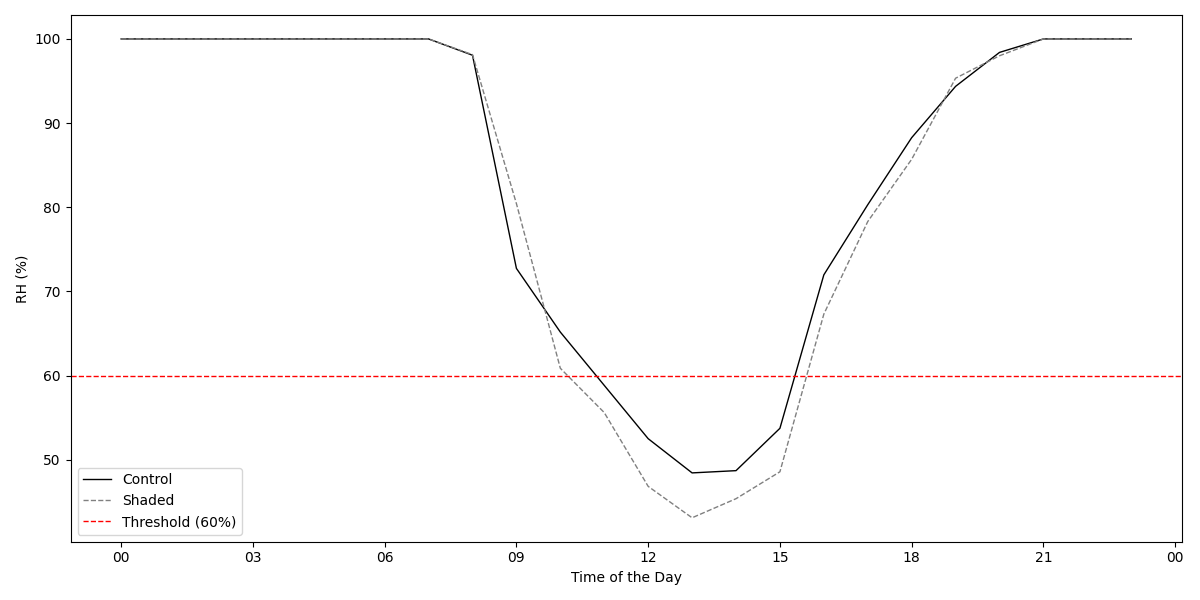 100
90
80
70
60
50
RH (%)
Control
Shaded
Threshold (60%)
00 03 06 09 12 15 18 21 00
Time of the Day